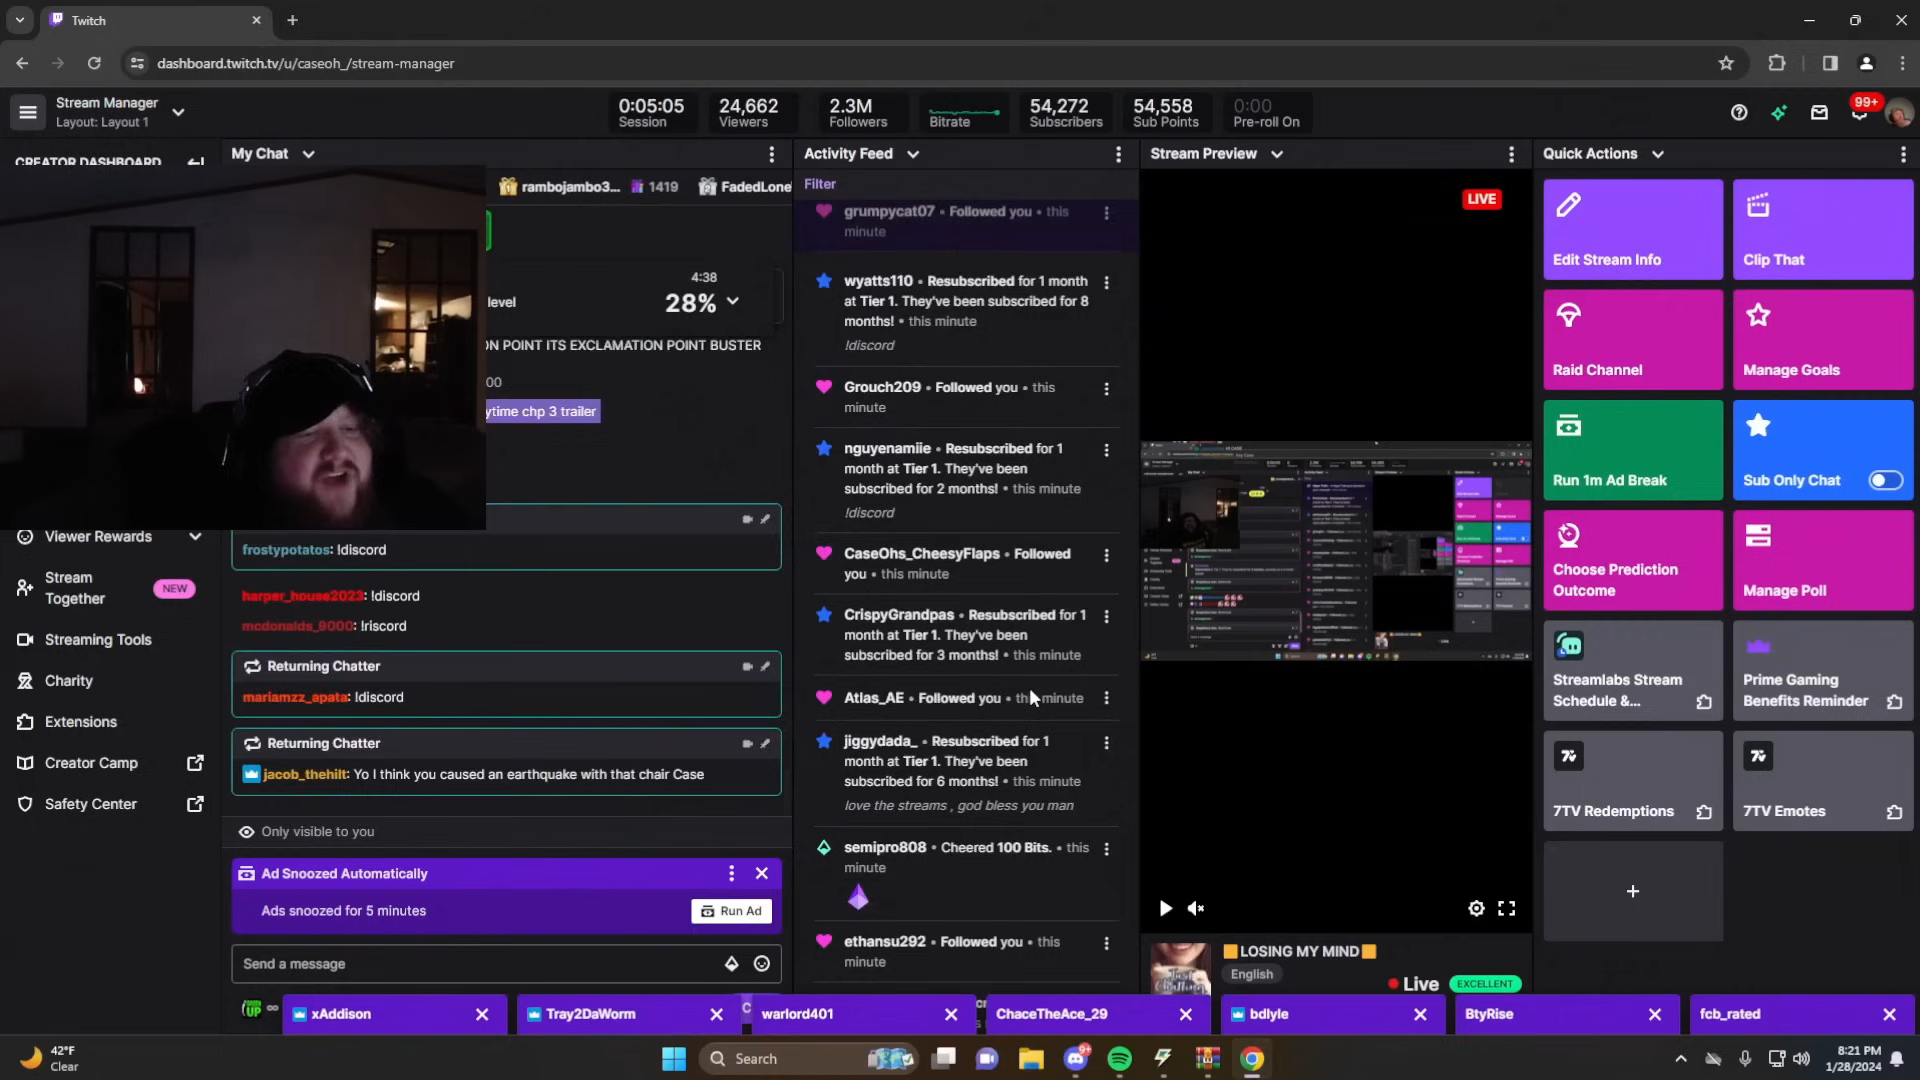 Twitch
dashboard.twitch.tv/u/caseoh_/stream-manager
Stream Manager
Layout: Layout 1
0:05:05
Session
24,662
Viewers
2.3M
Followers
Bitrate
54,272
Subscribers
54,558
Sub Points
0:00
Pre-roll On
99+
CREATOR DASHBOARD
Viewer Rewards
Stream
Together
NEW
Streaming Tools
Charity
Extensions
Creator Camp
Safety Center
My Chat
rambojambo3... 1419 FadedLone
4:38
level
28%
ON POINT ITS EXCLAMATION POINT BUSTER
00
ytime chp 3 trailer
frostypotatos: !discord
harper_house2023: !discord
mcdonalds_9000: !riscord
Returning Chatter
mariamzz_apata: !discord
Returning Chatter
jacob_thehilt: Yo I think you caused an earthquake with that chair Case
Only visible to you
Ad Snoozed Automatically
Ads snoozed for 5 minutes
Run Ad
Send a message
Activity Feed
Filter
grumpycat07 • Followed you • this
minute
wyatts110 • Resubscribed for 1 month
at Tier 1. They've been subscribed for 8
months! • this minute
!discord
Grouch209 • Followed you • this
minute
nguyenamiie • Resubscribed for 1
month at Tier 1. They've been
subscribed for 2 months! • this minute
!discord
CaseOhs_CheesyFlaps • Followed
you • this minute
CrispyGrandpas • Resubscribed for 1
month at Tier 1. They've been
subscribed for 3 months! • this minute
Atlas_AE • Followed you • this minute
jiggydada_ • Resubscribed for 1
month at Tier 1. They've been
subscribed for 6 months! • this minute
love the streams , god bless you man
semipro808 • Cheered 100 Bits. • this
minute
ethansu292 • Followed you • this
minute
Stream Preview
LIVE
LOSING MY MIND
English
Live
EXCELLENT
Quick Actions
Edit Stream Info
Clip That
Raid Channel
Manage Goals
Run 1m Ad Break
Sub Only Chat
Choose Prediction
Outcome
Manage Poll
Streamlabs Stream
Schedule &...
Prime Gaming
Benefits Reminder
7TV Redemptions
7TV Emotes
xAddison
Tray2DaWorm
warlord401
ChaceTheAce_29
bdlyle
BtyRise
fcb_rated
42°F
Clear
Search
9+
8:21 PM
1/28/2024